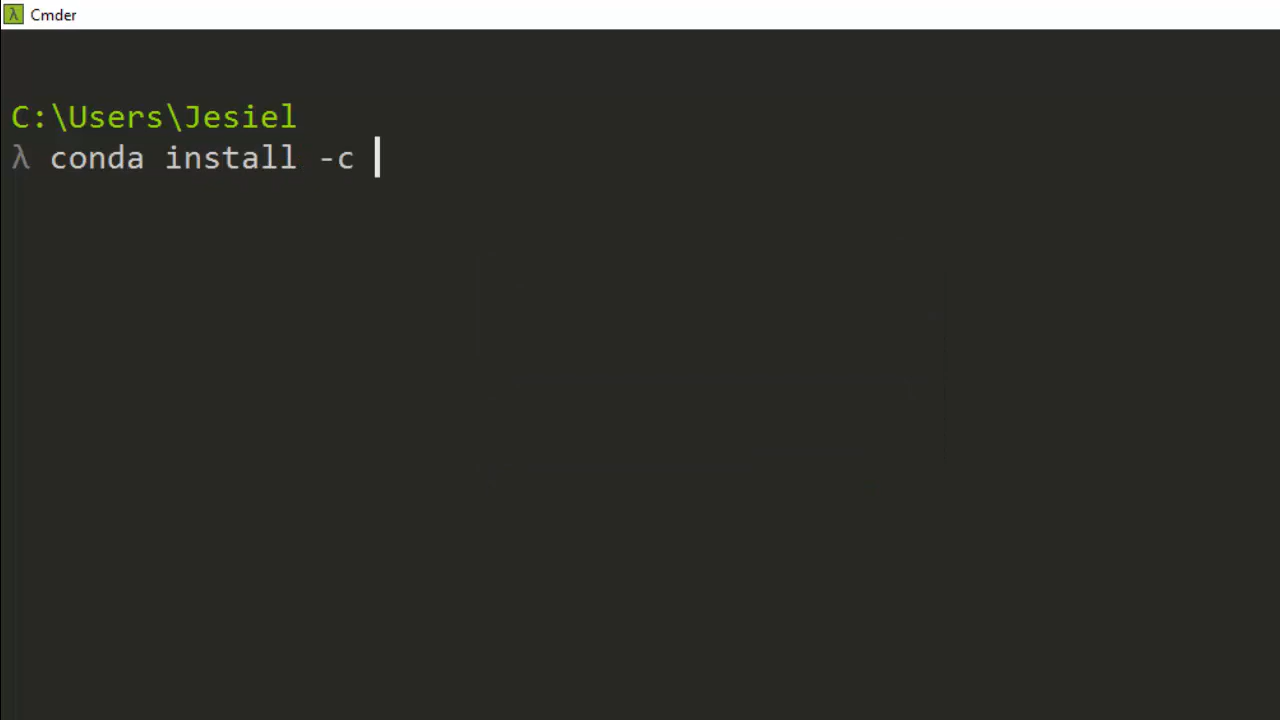 λ Cmder
C:\Users\Jesiel
λ conda install -c